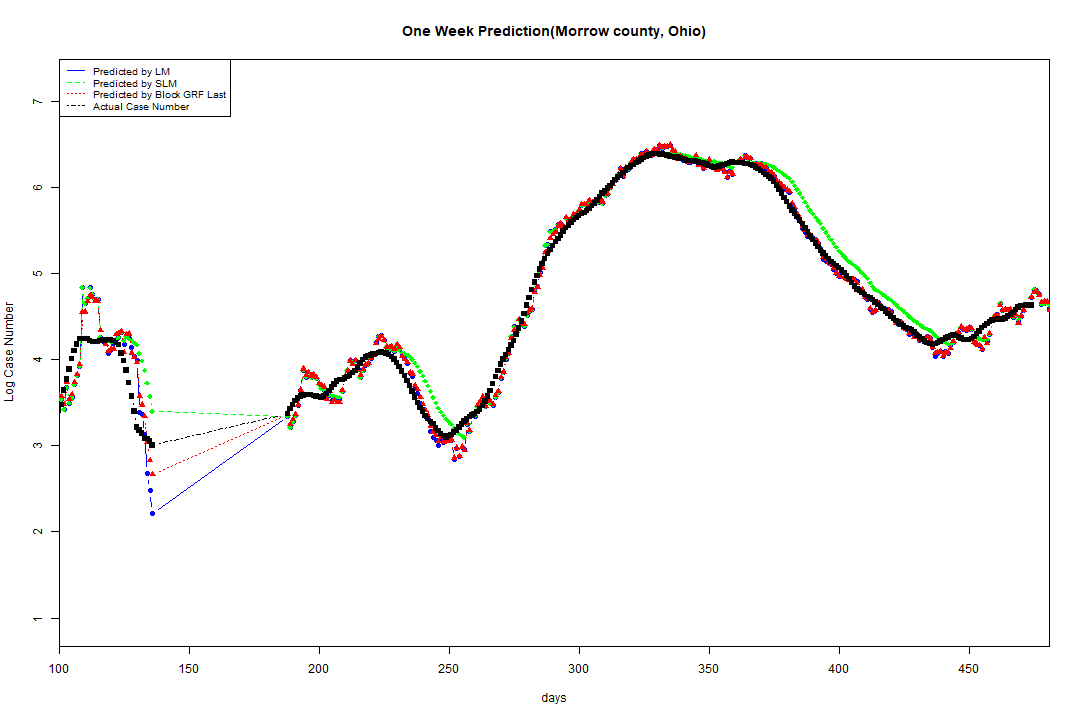 One Week Prediction(Morrow county, Ohio)
Predicted by LM
Predicted by SLM
Predicted by Block GRF Last
Actual Case Number
7
6
5
4
3
2
1
Log Case Number
100 150 200 250 300 350 400 450
days